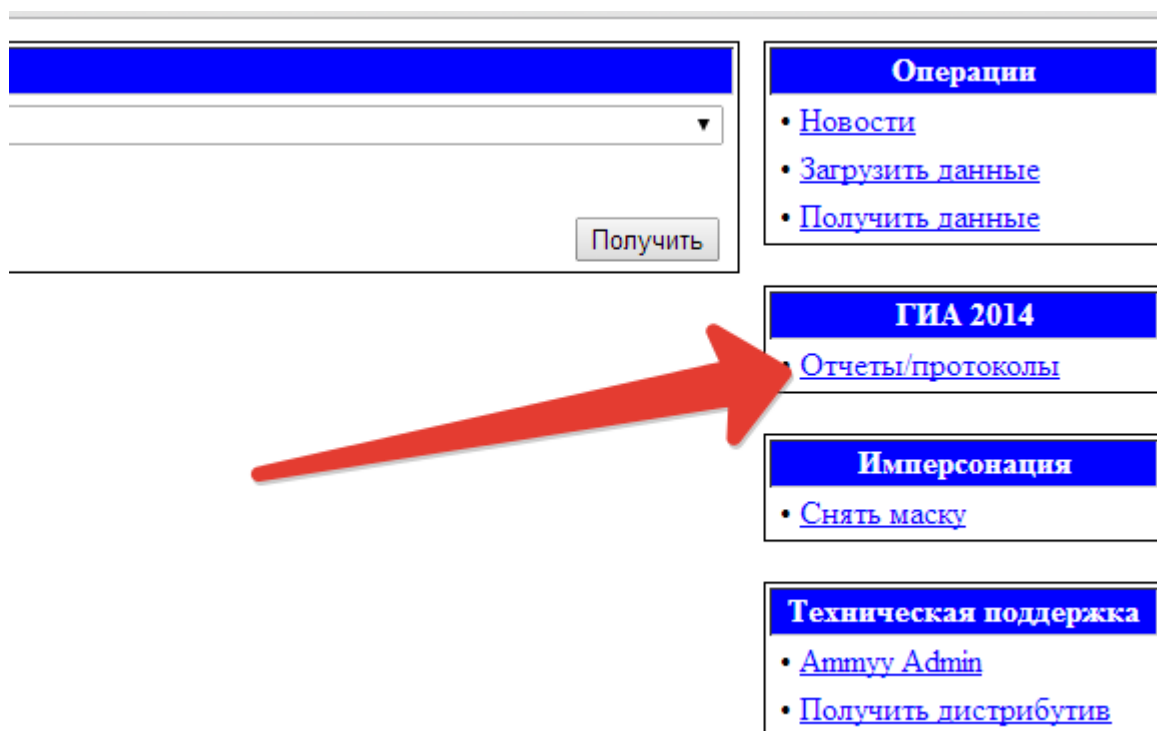 Получить
Операции
• Новости
• Загрузить данные
• Получить данные
ГИА 2014
• Отчеты/протоколы
Имперсонация
• Снять маску
Техническая поддержка
• Ammyy Admin
• Получить дистрибутив